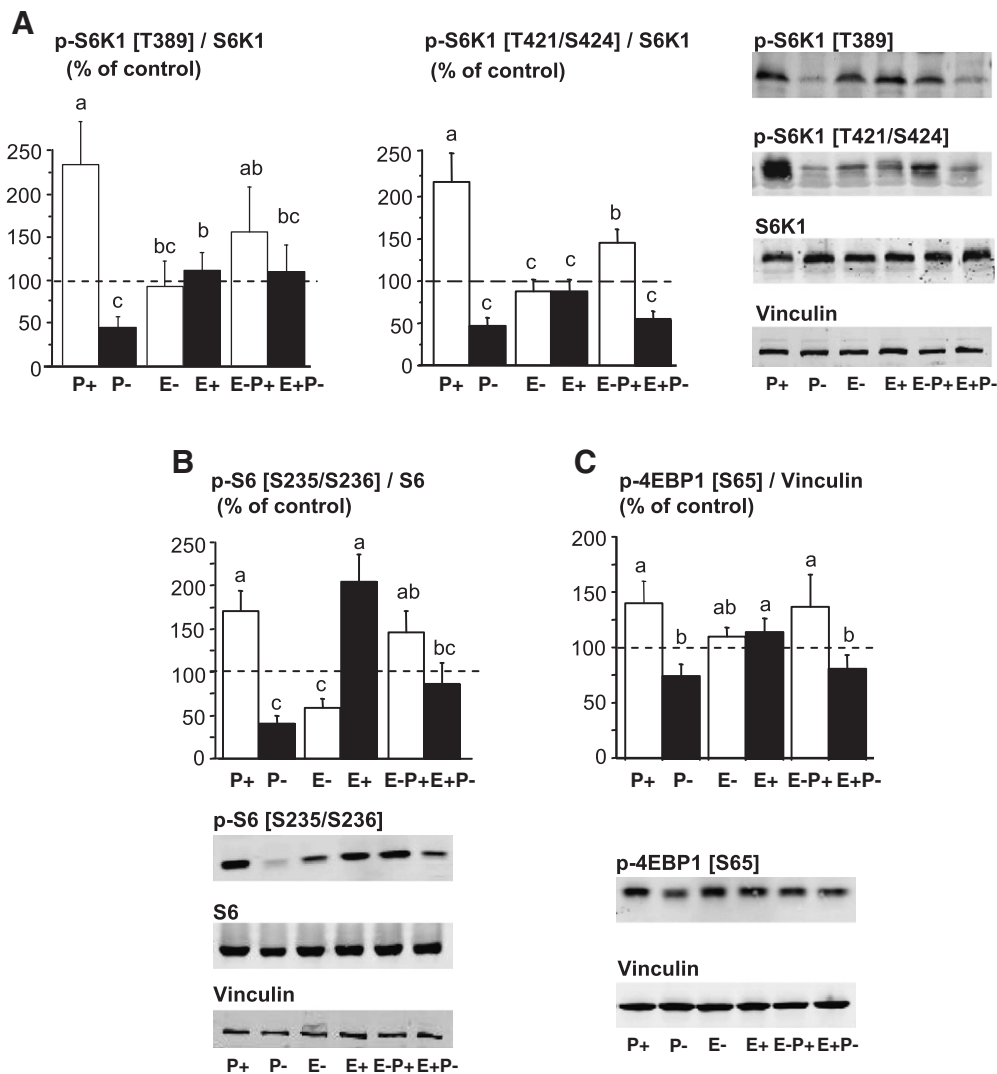 A
p-S6K1 [T389] / S6K1
(% of control)
250
200
150
100
50
0
a
c
bc
b
ab
bc
P+ P- E- E+ E-P+ E+P-
p-S6K1 [T421/S424] / S6K1
(% of control)
250
200
150
100
50
0
a
c
c
c
b
c
P+ P- E- E+ E-P+ E+P-
p-S6K1 [T389]
p-S6K1 [T421/S424]
S6K1
Vinculin
P+ P- E- E+ E-P+ E+P-
B
p-S6 [S235/S236] / S6
(% of control)
250
200
150
100
50
0
a
c
c
a
ab
bc
P+ P- E- E+ E-P+ E+P-
p-S6 [S235/S236]
S6
Vinculin
P+ P- E- E+ E-P+ E+P-
C
p-4EBP1 [S65] / Vinculin
(% of control)
200
150
100
50
0
a
b
ab
a
a
b
P+ P- E- E+ E-P+ E+P-
p-4EBP1 [S65]
Vinculin
P+ P- E- E+ E-P+ E+P-